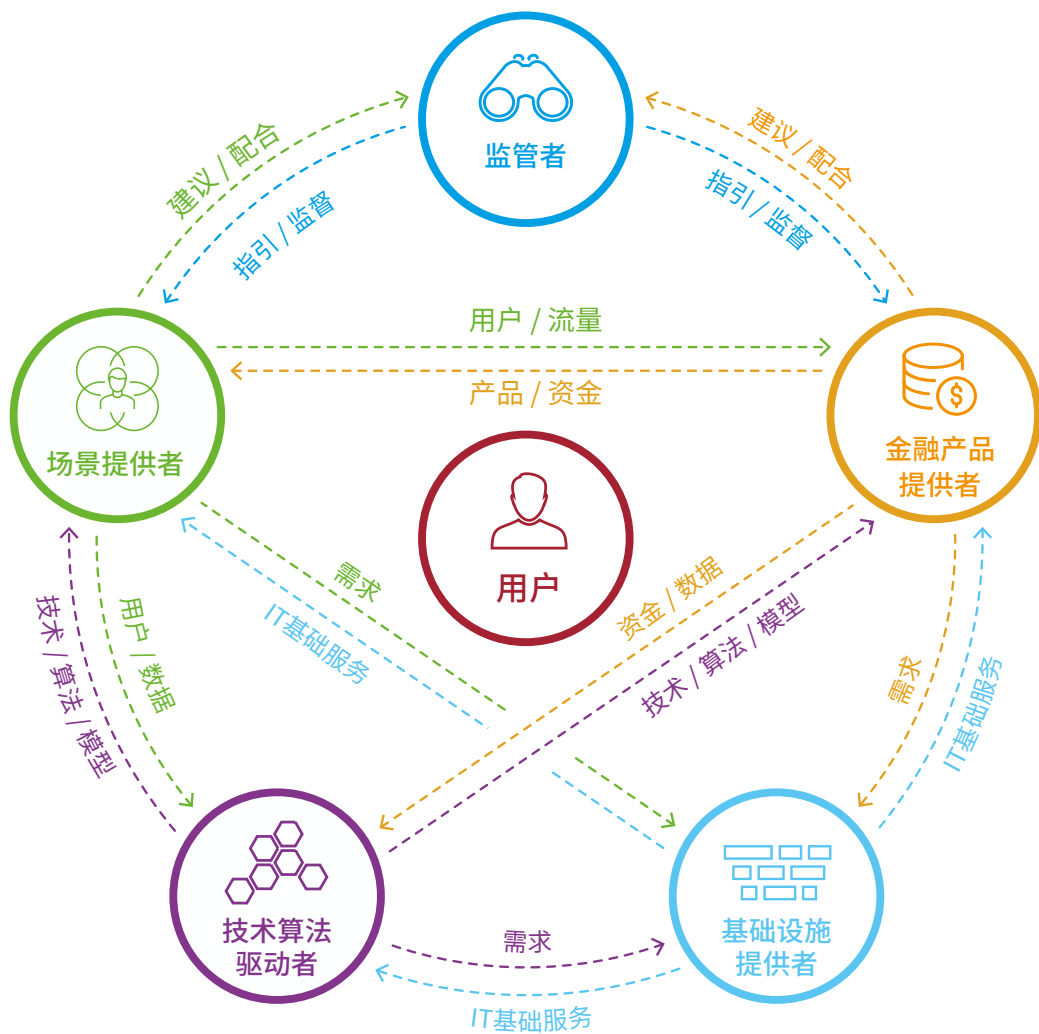 监管者
建议 / 配合
指引 / 监督
建议 / 配合
指引 / 监督
用户 / 流量
产品 / 资金
场景提供者
金融产品
提供者
用户
需求
IT基础服务
资金 / 数据
技术 / 算法 / 模型
技术 / 算法 / 模型
用户 / 数据
需求
IT基础服务
技术算法
驱动者
基础设施
提供者
需求
IT基础服务